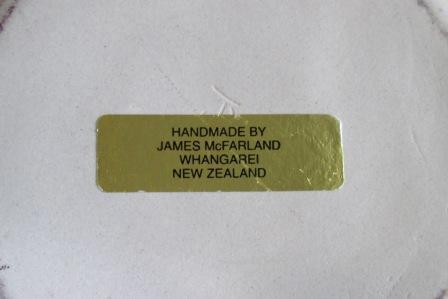 HANDMADE BY
JAMES McFARLAND
WHANGAREI
NEW ZEALAND